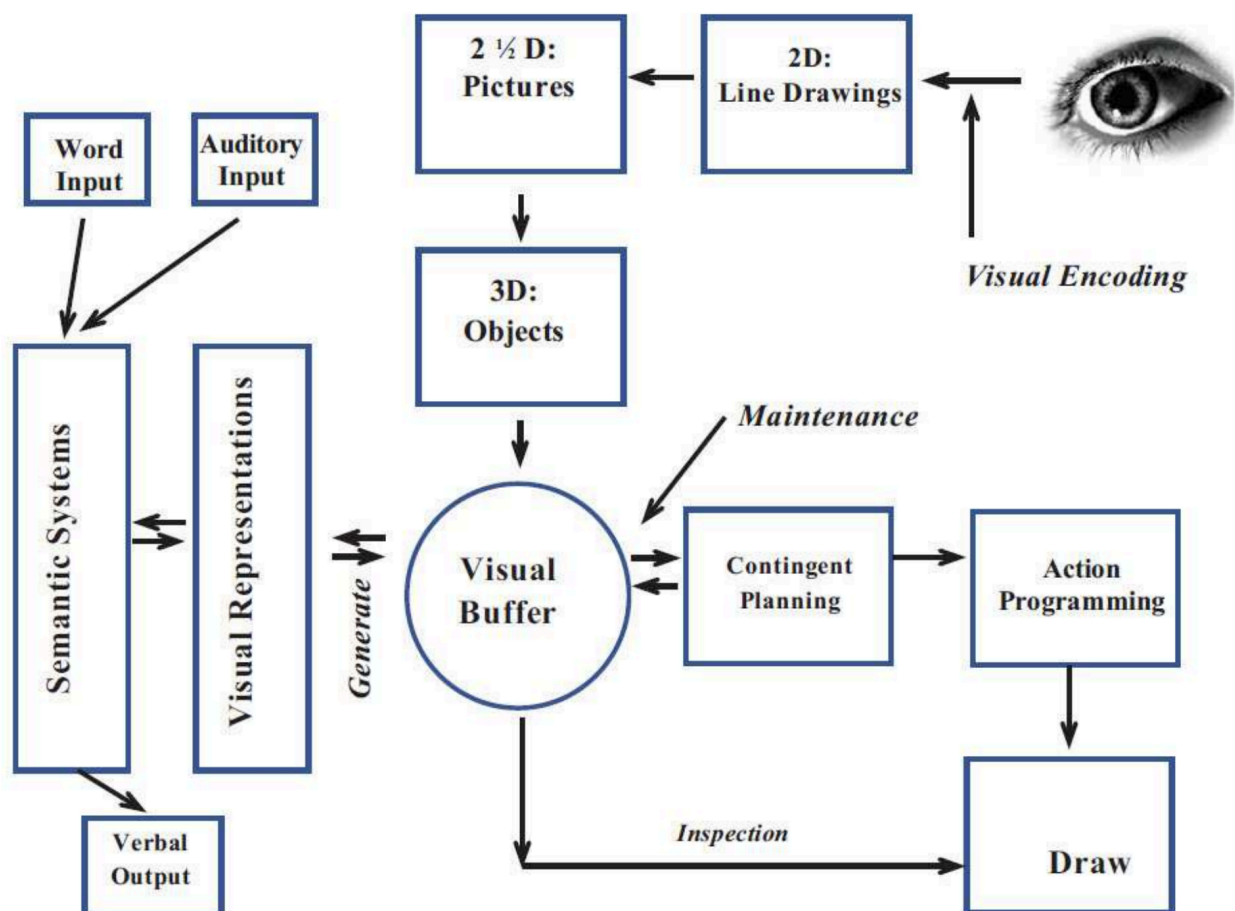 2 ½ D:
Pictures
2D:
Line Drawings
Word
Input
Auditory
Input
Visual Encoding
3D:
Objects
Semantic Systems
Visual Representations
Maintenance
Generate
Visual
Buffer
Contingent
Planning
Action
Programming
Inspection
Draw
Verbal
Output